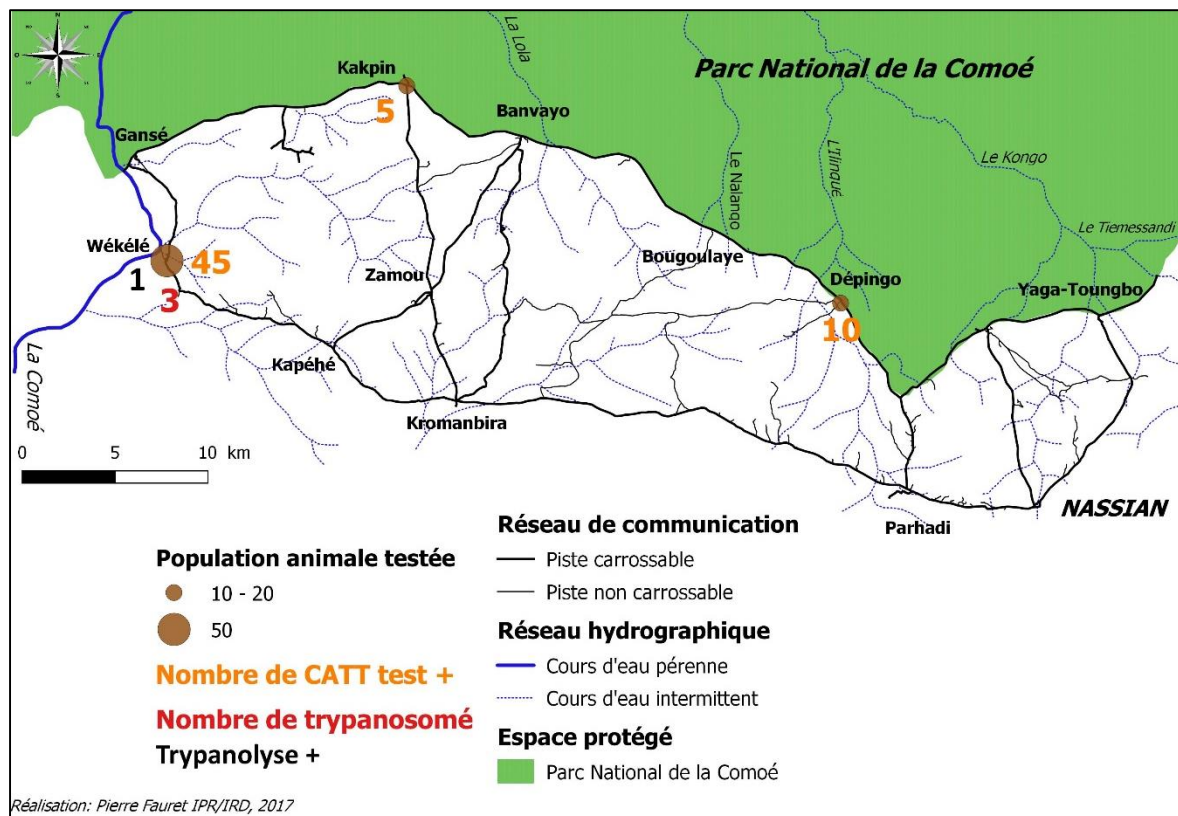 N
O
E
S
Parc National de la Comoé
La Lola
Kakpin
5
Banvayo
Gansé
L'Ilinqué
Le Nalanqo
Le Kongo
Le Tiemessandi
Wékélé
45
1
3
Zamou
Bougoulaye
Dépingo
10
Yaga-Toungbo
La Comoé
Kapéhé
Kromanbira
0 5 10 km
Parhadi
NASSIAN
Population animale testée
10 - 20
50
Nombre de CATT test +
Nombre de trypanosomé
Trypanolyse +
Réseau de communication
Piste carrossable
Piste non carrossable
Réseau hydrographique
Cours d'eau pérenne
Cours d'eau intermittent
Espace protégé
Parc National de la Comoé
Réalisation: Pierre Fauret IPR/IRD, 2017